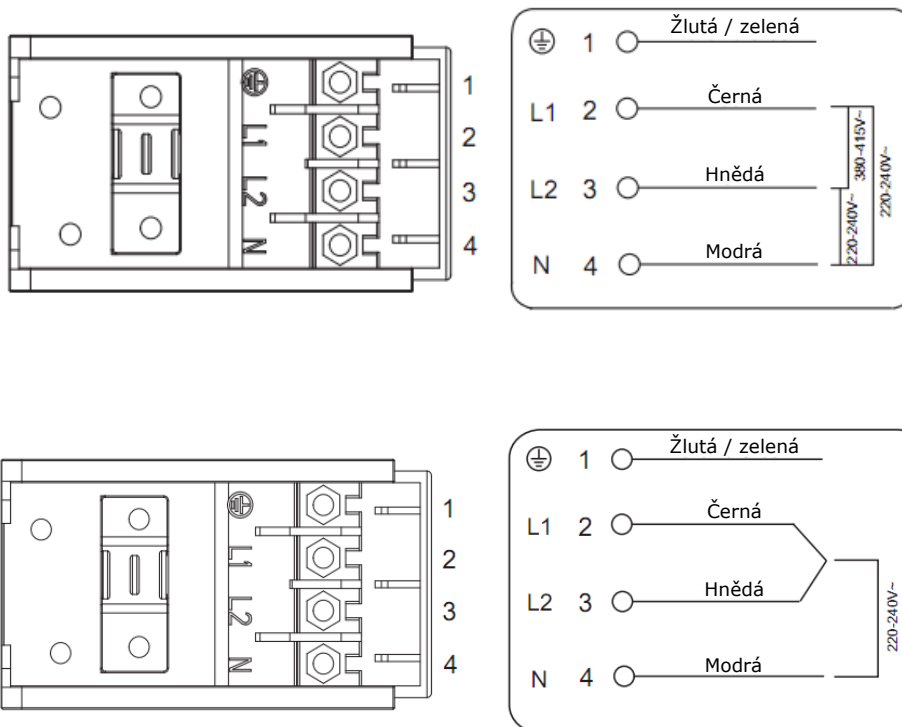 L1
L2
N
1
2
3
4
1 Žlutá / zelená
L1 2 Černá
L2 3 Hnědá
N 4 Modrá
380-415V~
220-240V~
220-240V~
L1
L2
N
1
2
3
4
1 Žlutá / zelená
L1 2 Černá
L2 3 Hnědá
N 4 Modrá
220-240V~